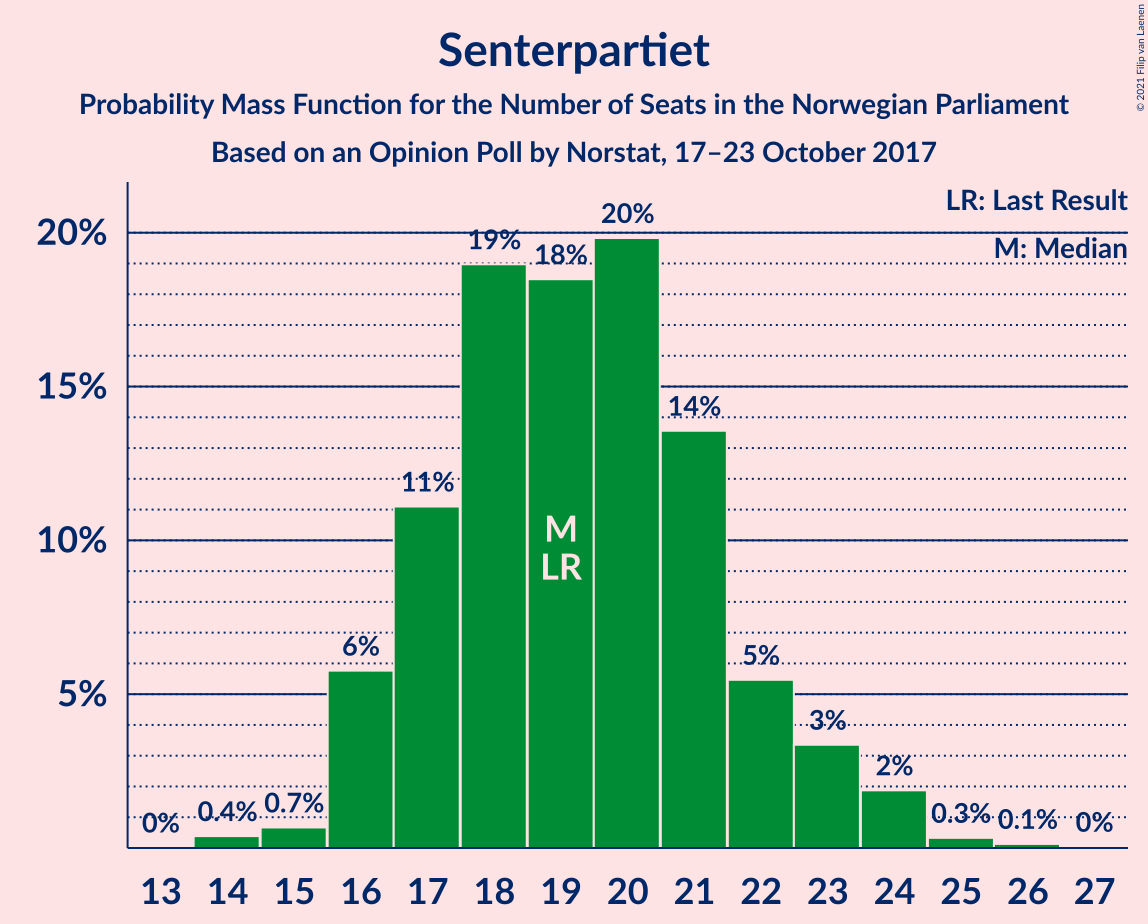 Senterpartiet
Probability Mass Function for the Number of Seats in the Norwegian Parliament
Based on an Opinion Poll by Norstat, 17–23 October 2017
© 2021 Filip van Laenen
LR: Last Result
M: Median
20%
15%
10%
5%
0%
0.4%
0.7%
6%
11%
19%
18%
20%
14%
5%
3%
2%
0.3%
0.1%
0%
M
LR
13 14 15 16 17 18 19 20 21 22 23 24 25 26 27